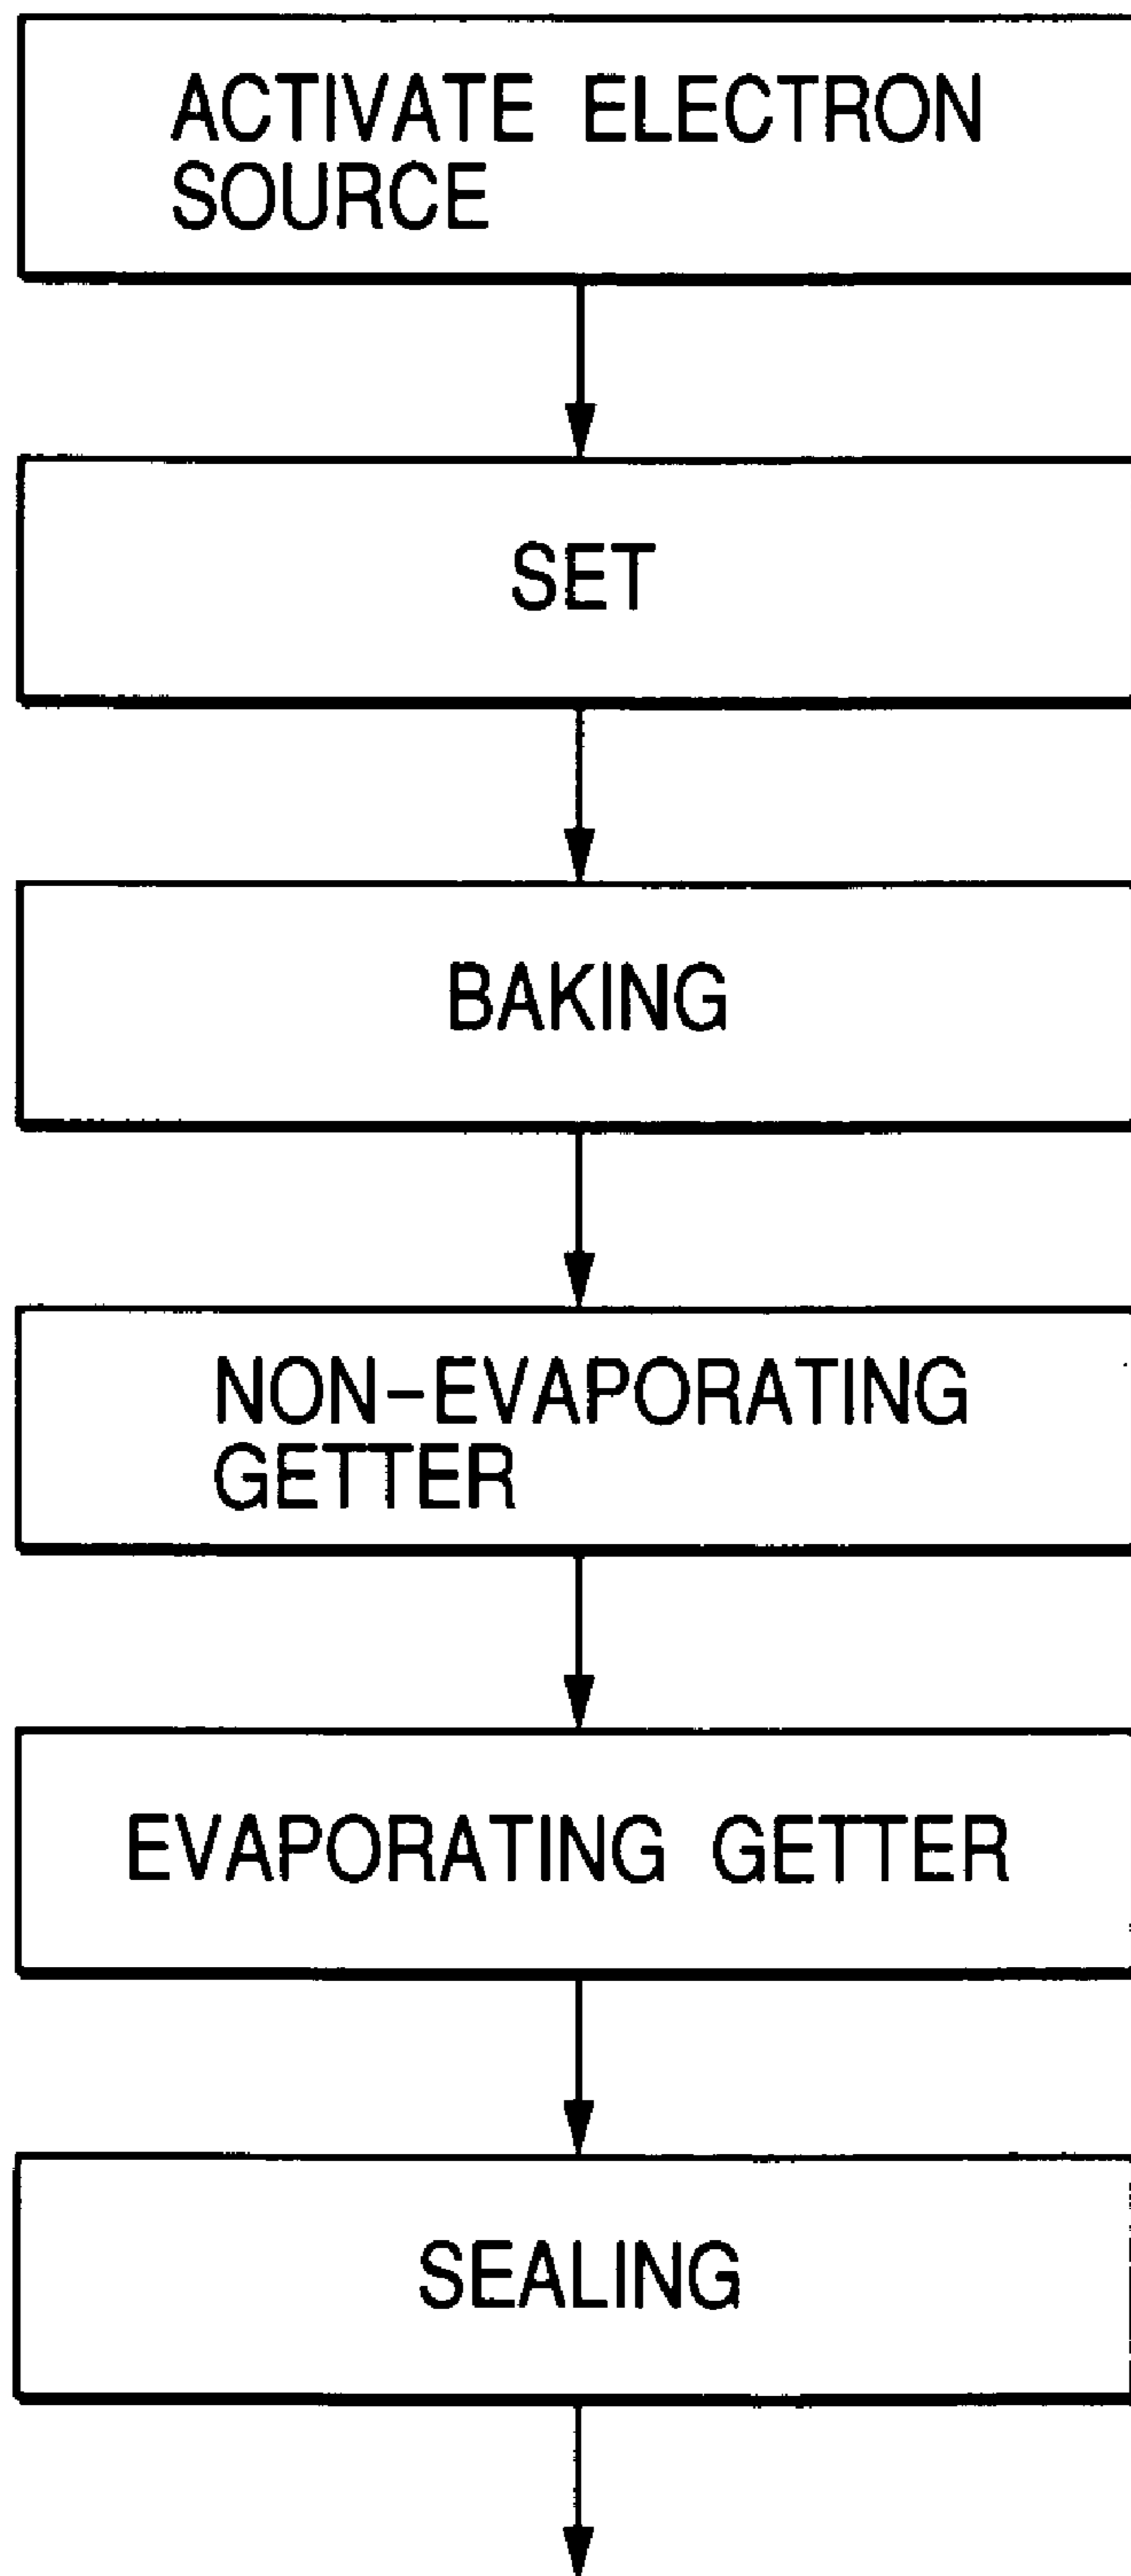 ACTIVATE ELECTRON
SOURCE
SET
BAKING
NON-EVAPORATING
GETTER
EVAPORATING GETTER
SEALING